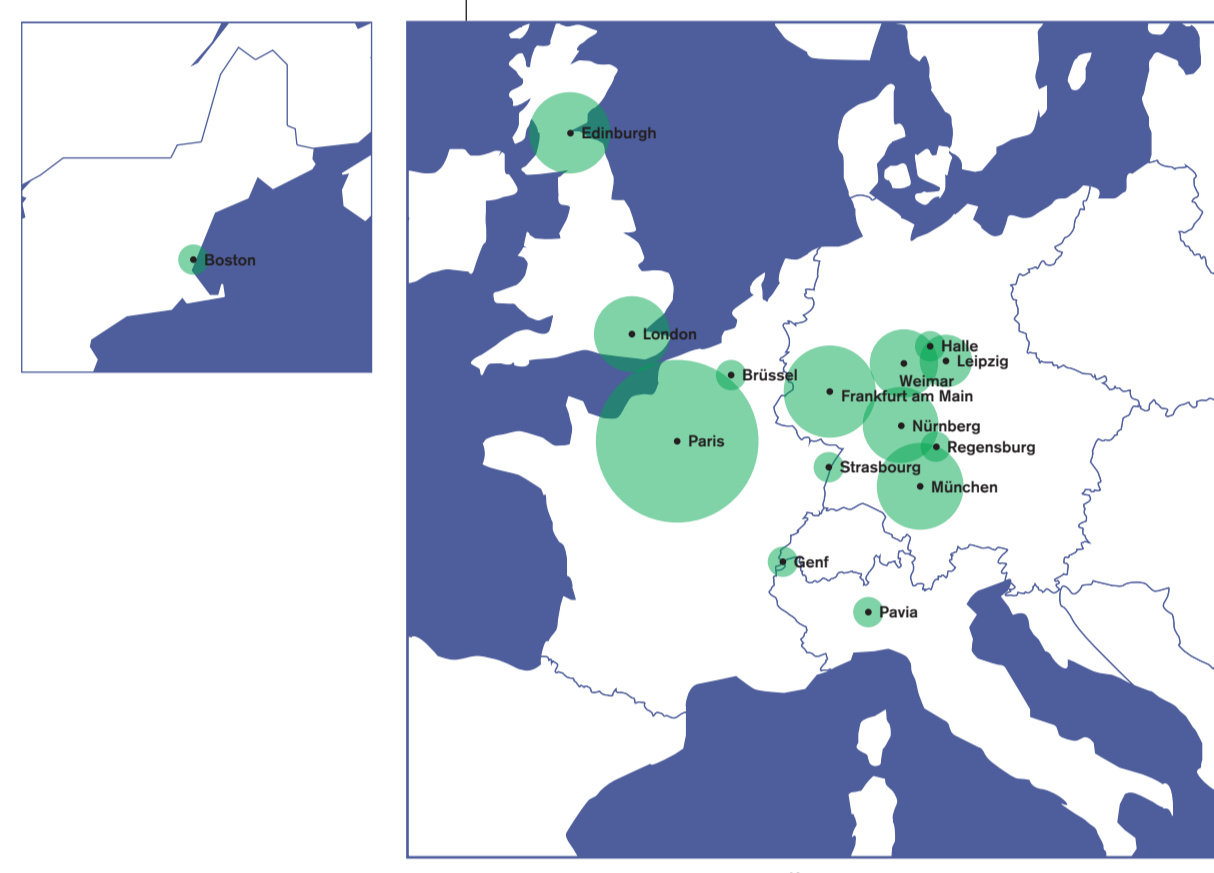 Edinburgh
Boston
London
Halle
Leipzig
Brüssel
Weimar
Frankfurt am Main
Nürnberg
Paris
Regensburg
Strasbourg
München
Genf
Pavia